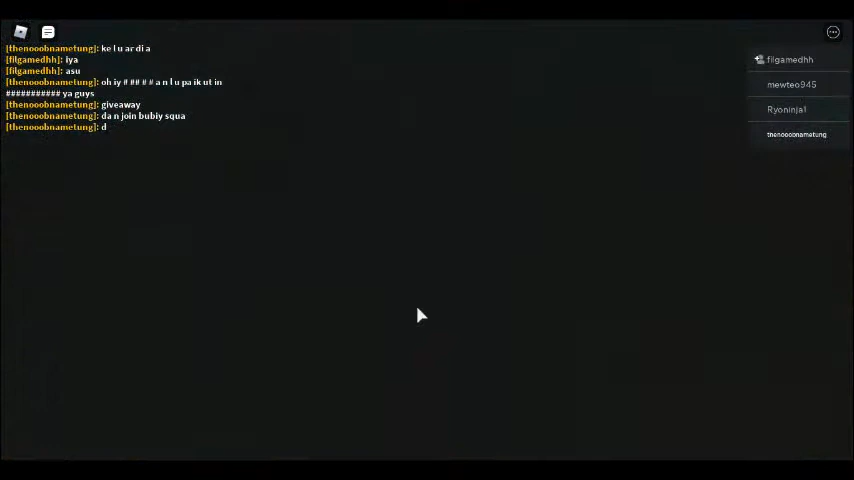 [thenooobnametung]: ke l u ar di a
[filgamedhh]: iya
[filgamedhh]: asu
[thenooobnametung]: oh iy # ## # # a n l u pa ik ut in
########### ya guys
[thenooobnametung]: giveaway
[thenooobnametung]: da n join bubiy squa
[thenooobnametung]: d
filgamedhh
mewteo945
Ryoninja1
thenooobnametung